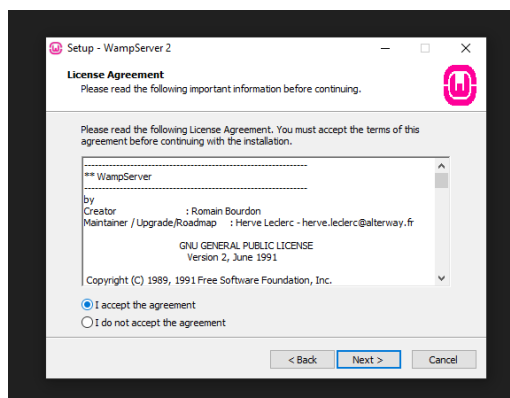 Setup - WampServer 2
License Agreement
Please read the following important information before continuing.
Please read the following License Agreement. You must accept the terms of this
agreement before continuing with the installation.
------------------------------------------------------------
** WampServer
------------------------------------------------------------
by
Creator : Romain Bourdon
Maintainer / Upgrade/Roadmap : Herve Leclerc - herve.leclerc@alterway.fr
GNU GENERAL PUBLIC LICENSE
Version 2, June 1991
Copyright (C) 1989, 1991 Free Software Foundation, Inc.
I accept the agreement
I do not accept the agreement
< Back Next > Cancel